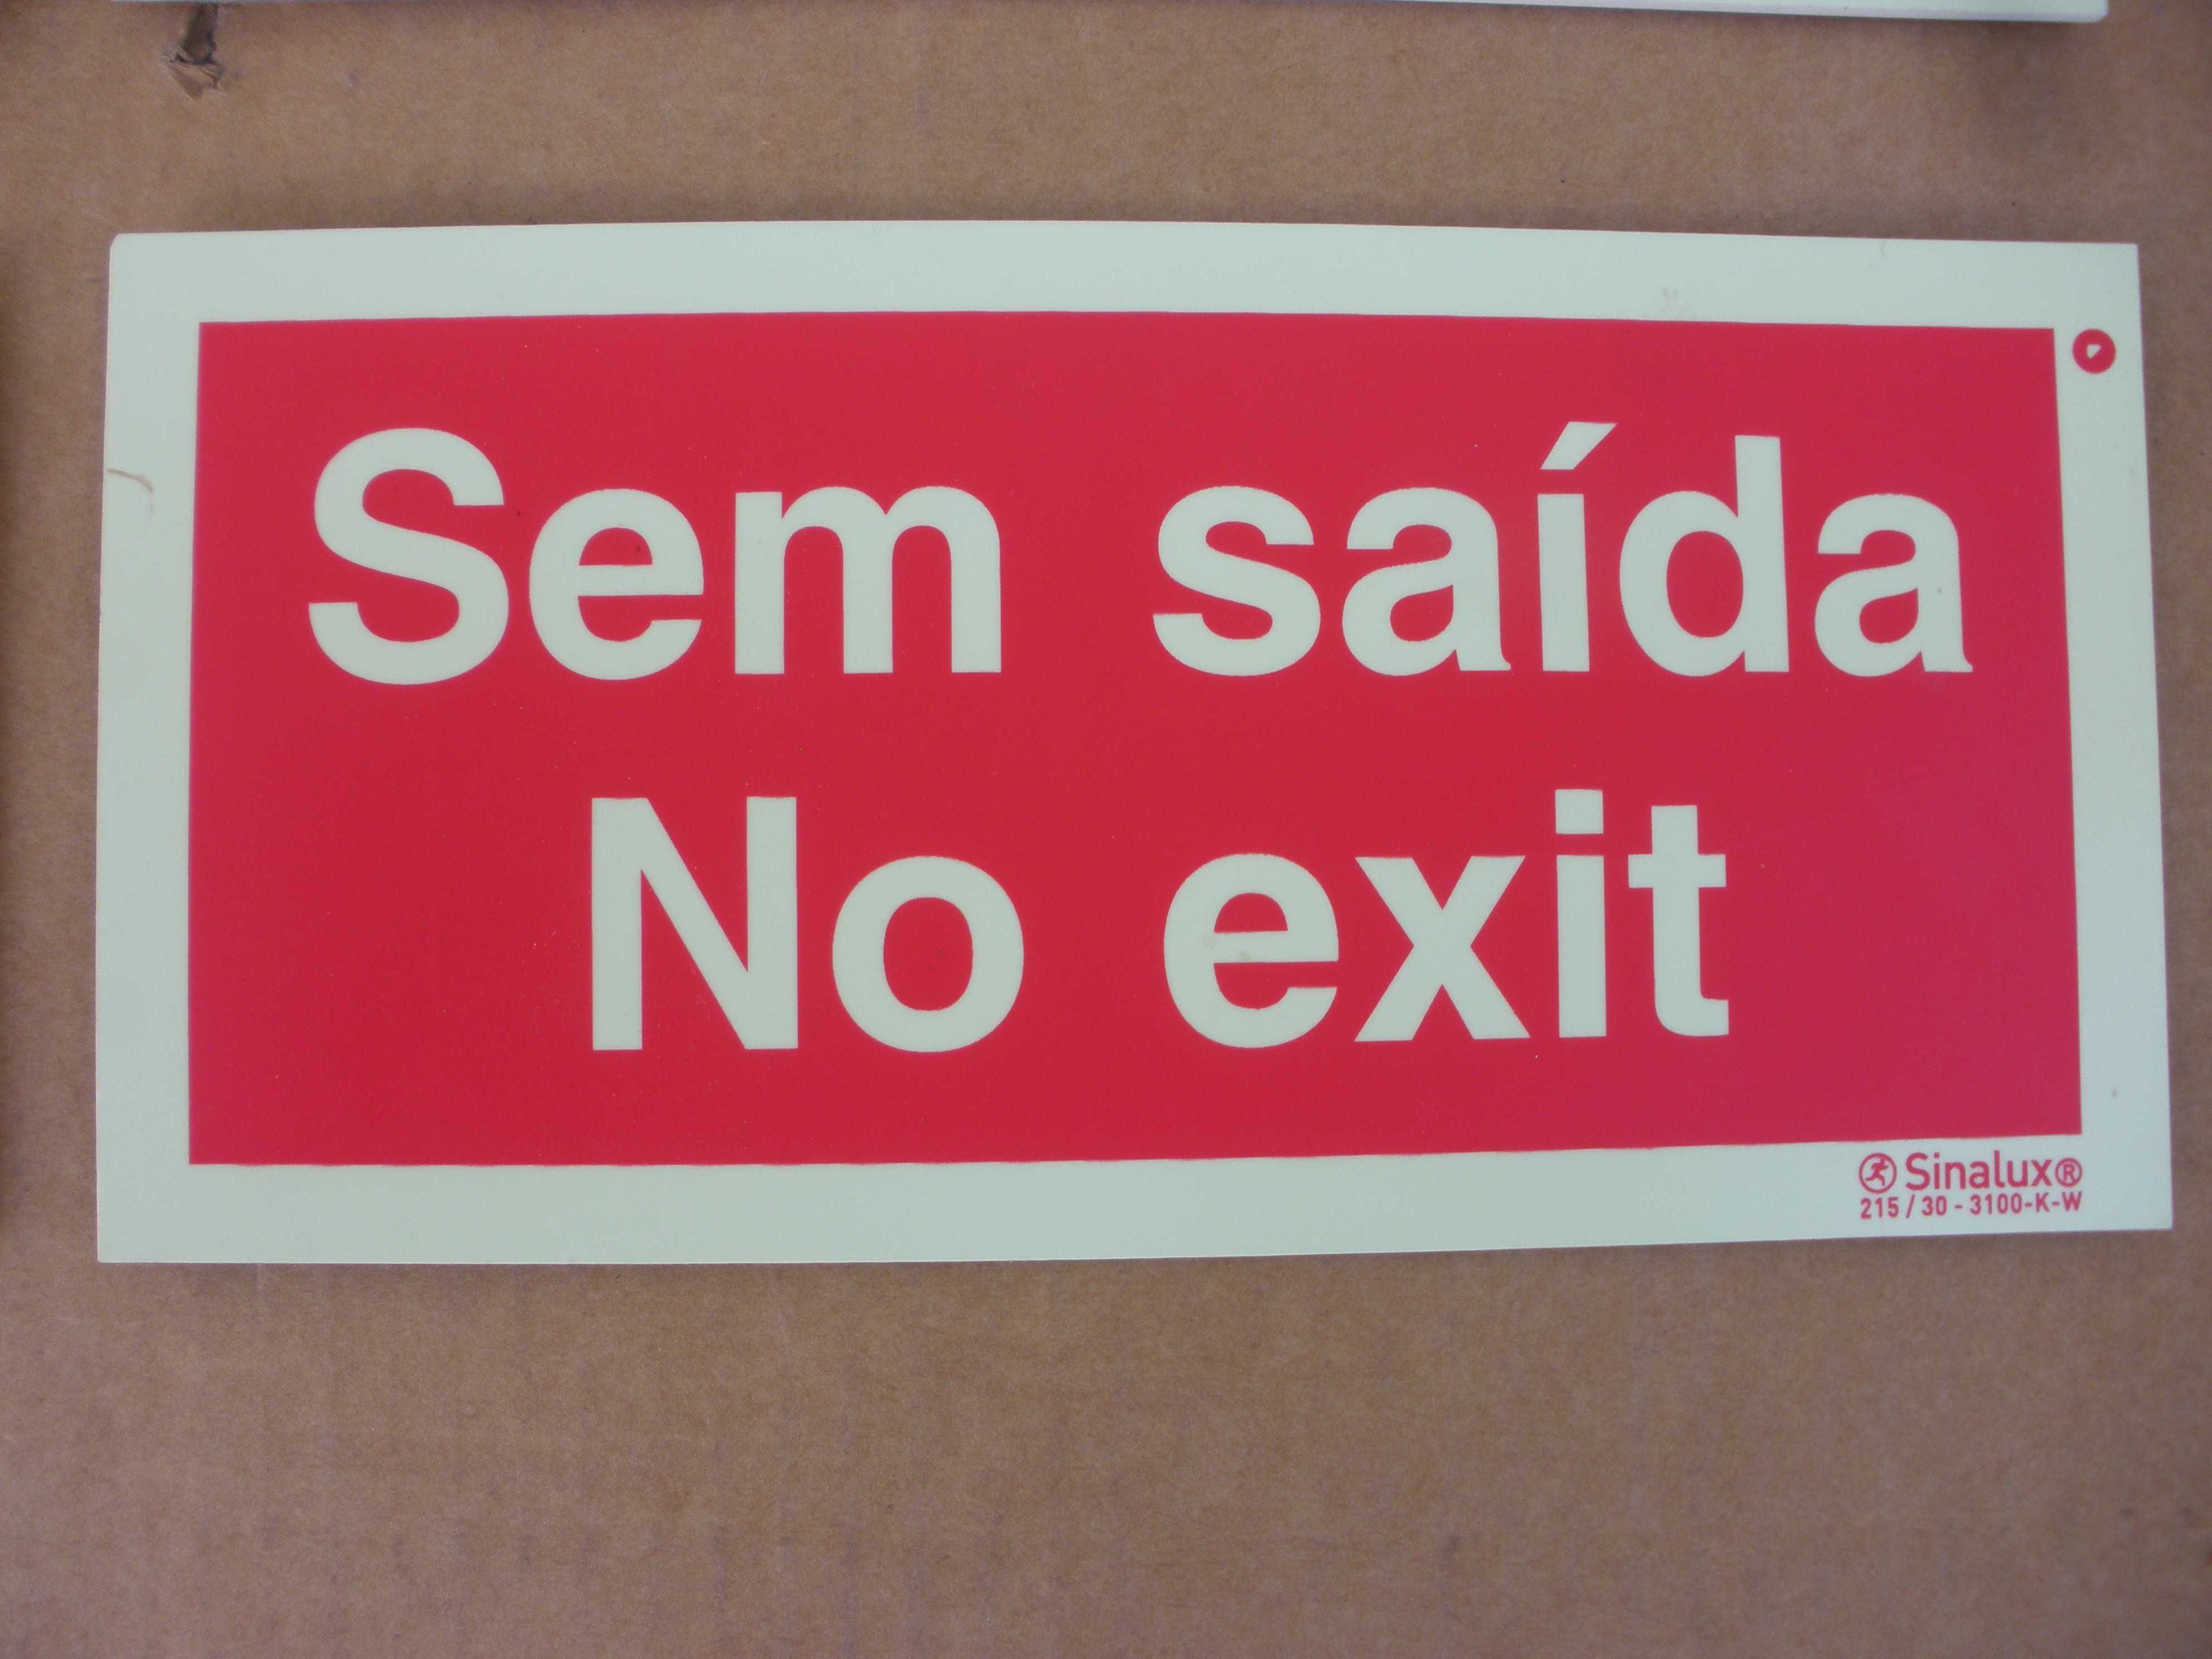 Sem saída
No exit
Sinalux®
215 / 30 - 3100-K-W